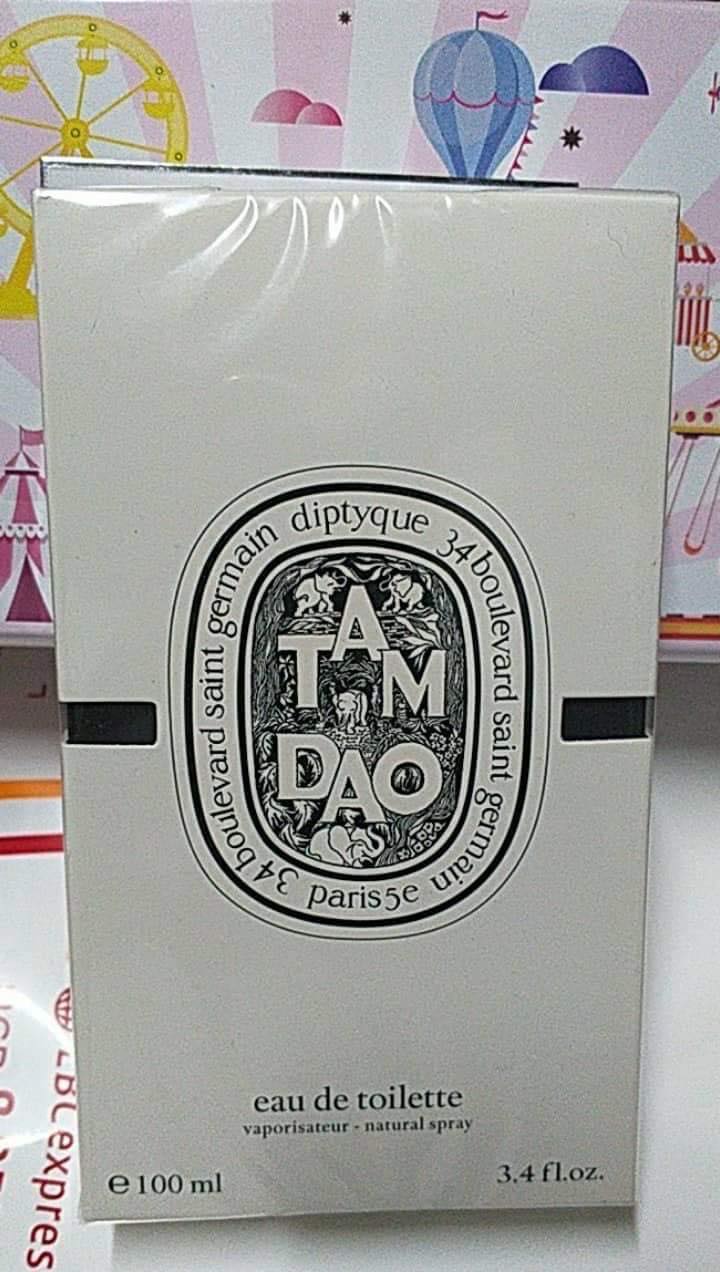 diptyque 34 boulevard saint germain
paris 5e
34 boulevard saint germain
TAM
DAO
eau de toilette
vaporisateur - natural spray
e 100 ml
3.4 fl.oz.
LBC expres